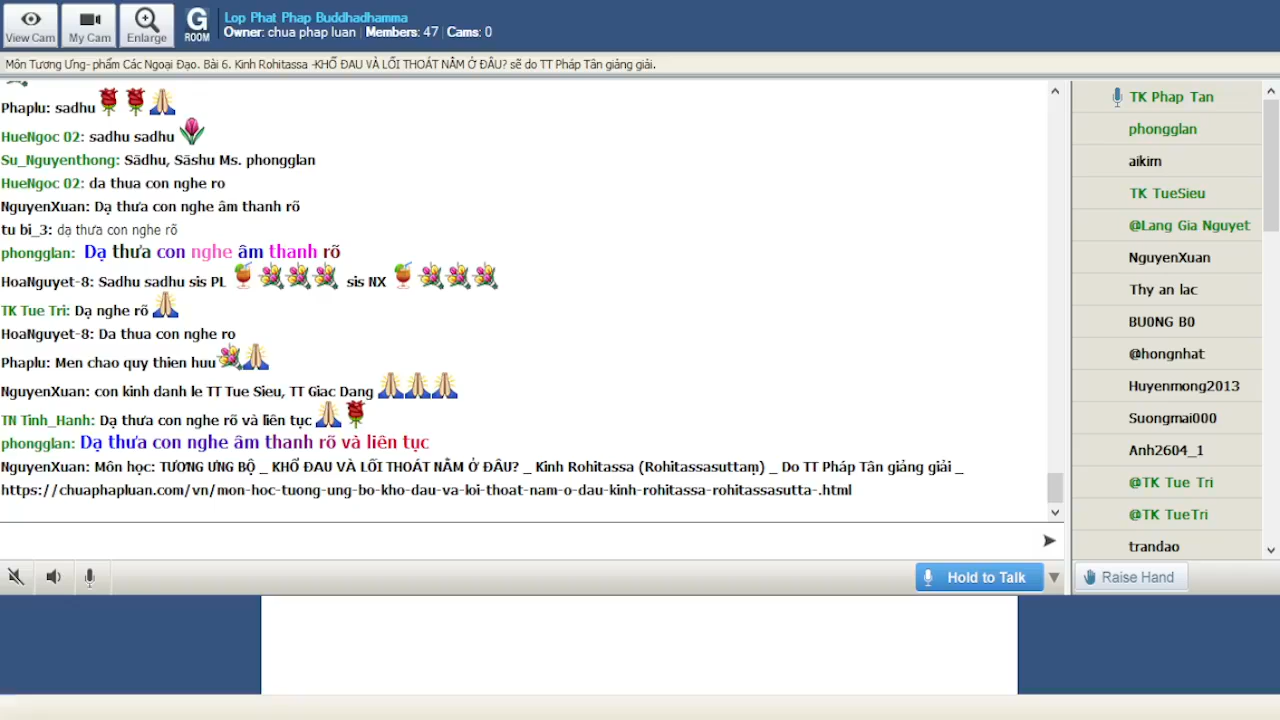 View Cam
My Cam
Enlarge
G
ROOM
Lop Phat Phap Buddhadhamma
Owner: chua phap luan | Members: 47 | Cams: 0
Môn Tương Ưng- phẩm Các Ngoại Đạo. Bài 6. Kinh Rohitassa -KHỔ ĐAU VÀ LỐI THOÁT NẰM Ở ĐÂU? sẽ do TT Pháp Tân giảng giải.
Phaplu: sadhu
HueNgoc 02: sadhu sadhu
Su_Nguyenthong: Sādhu, Sāshu Ms. phongglan
HueNgoc 02: da thua con nghe ro
NguyenXuan: Dạ thưa con nghe âm thanh rõ
tu bi_3: dạ thưa con nghe rõ
phongglan: Dạ thưa con nghe âm thanh rõ
HoaNguyet-8: Sadhu sadhu sis PL sis NX
TK Tue Tri: Dạ nghe rõ
HoaNguyet-8: Da thua con nghe ro
Phaplu: Men chao quy thien huu
NguyenXuan: con kinh danh le TT Tue Sieu, TT Giac Dang
TN Tinh_Hanh: Dạ thưa con nghe rõ và liên tục
phongglan: Dạ thưa con nghe âm thanh rõ và liên tục
NguyenXuan: Môn học: TƯƠNG ƯNG BỘ _ KHỔ ĐAU VÀ LỐI THOÁT NẰM Ở ĐÂU? _ Kinh Rohitassa (Rohitassasuttaṃ) _ Do TT Pháp Tân giảng giải _
https://chuaphapluan.com/vn/mon-hoc-tuong-ung-bo-kho-dau-va-loi-thoat-nam-o-dau-kinh-rohitassa-rohitassasutta-.html
Hold to Talk
TK Phap Tan
phongglan
aikim
TK TueSieu
@Lang Gia Nguyet
NguyenXuan
Thy an lac
BU0NG B0
@hongnhat
Huyenmong2013
Suongmai000
Anh2604_1
@TK Tue Tri
@TK TueTri
trandao
Raise Hand